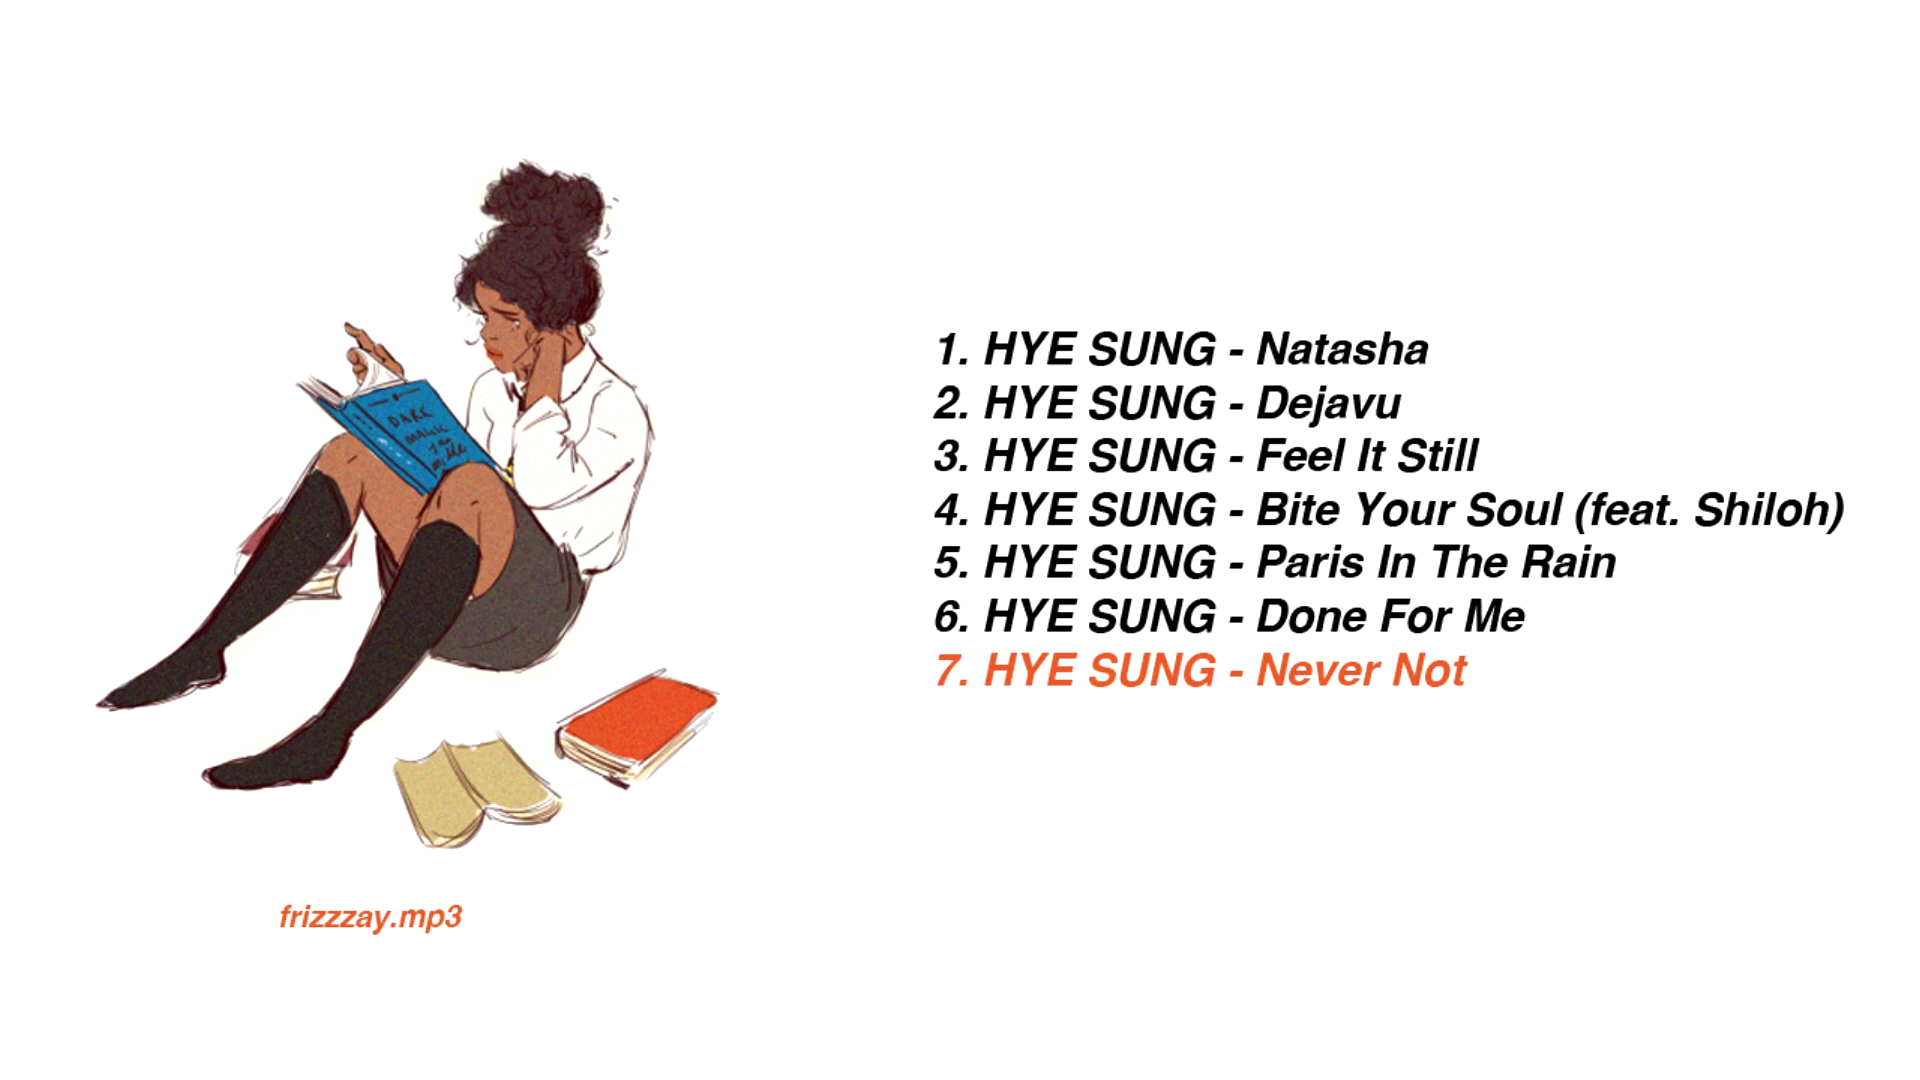 DARK
MAGIC
1. HYE SUNG - Natasha
2. HYE SUNG - Dejavu
3. HYE SUNG - Feel It Still
4. HYE SUNG - Bite Your Soul (feat. Shiloh)
5. HYE SUNG - Paris In The Rain
6. HYE SUNG - Done For Me
7. HYE SUNG - Never Not
frizzzay.mp3